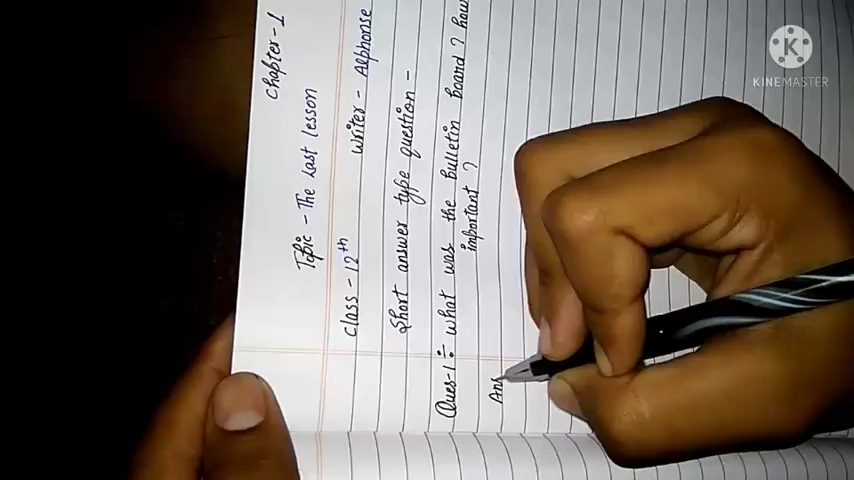 Chapter-1
Topic - The Last lesson
Class - 12th writer - Alphonse
Short answer type question -
Ques-1 ÷ what was the bulletin board ? how
important ?
Ans
K
KINEMASTER